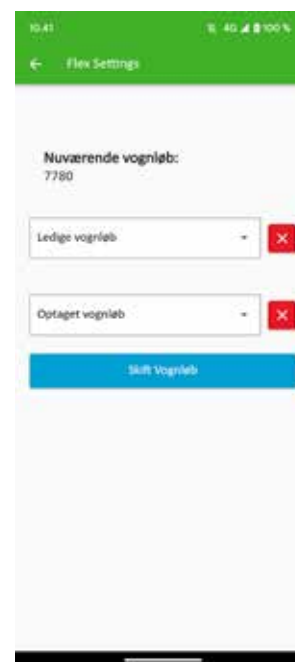 10.41 4G 100 %
Flex Settings
Nuværende vognløb:
7780
Ledige vognløb
Optaget vognløb
Skift Vognløb